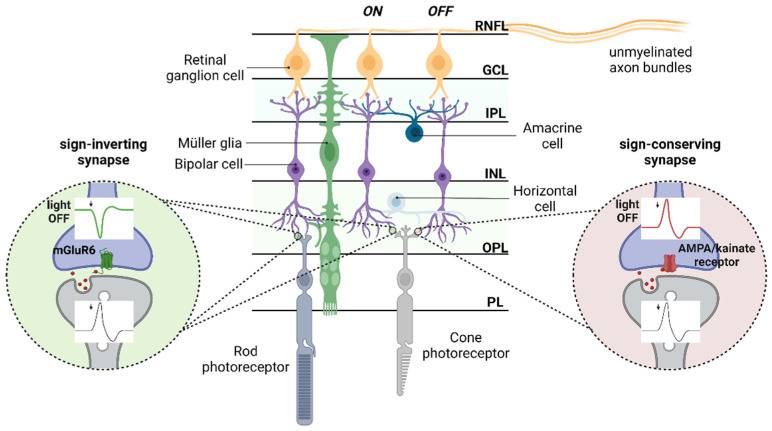 ON OFF
RNFL
unmyelinated
axon bundles
Retinal
ganglion cell
GCL
IPL
Amacrine
cell
sign-inverting
synapse
Müller glia
Bipolar cell
sign-conserving
synapse
INL
Horizontal
cell
light
OFF
mGluR6
light
OFF
AMPA/kainate
receptor
OPL
PL
Rod
photoreceptor
Cone
photoreceptor